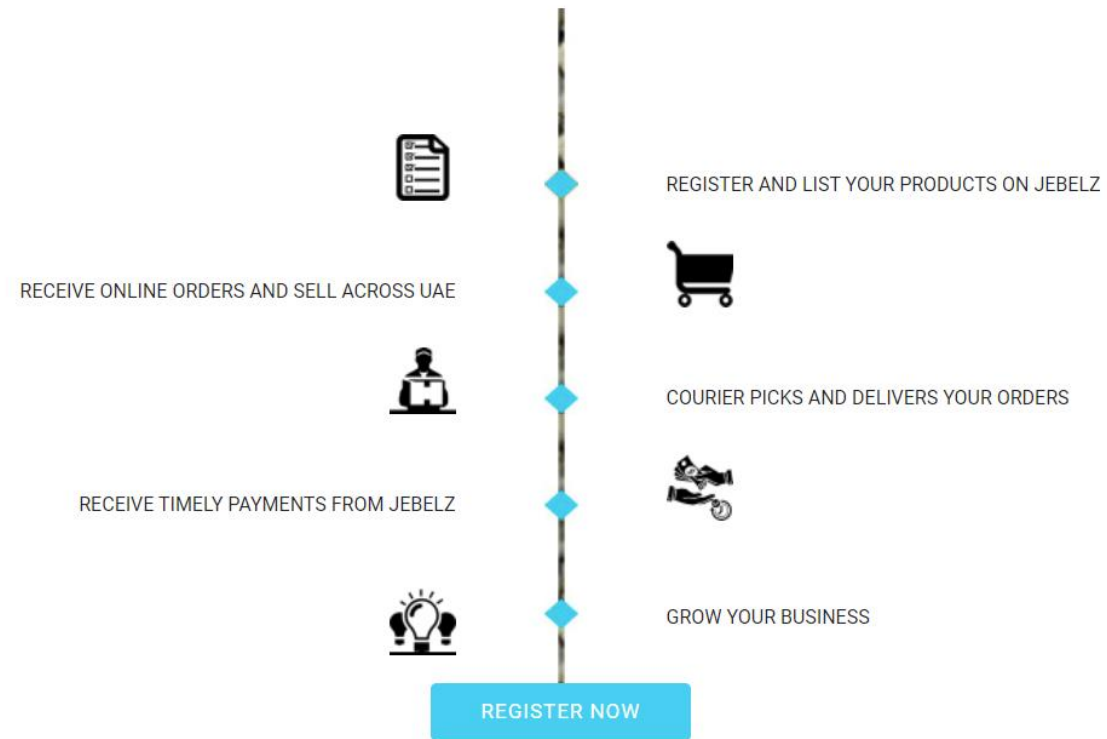 REGISTER AND LIST YOUR PRODUCTS ON JEBELZ
RECEIVE ONLINE ORDERS AND SELL ACROSS UAE
COURIER PICKS AND DELIVERS YOUR ORDERS
RECEIVE TIMELY PAYMENTS FROM JEBELZ
GROW YOUR BUSINESS
REGISTER NOW